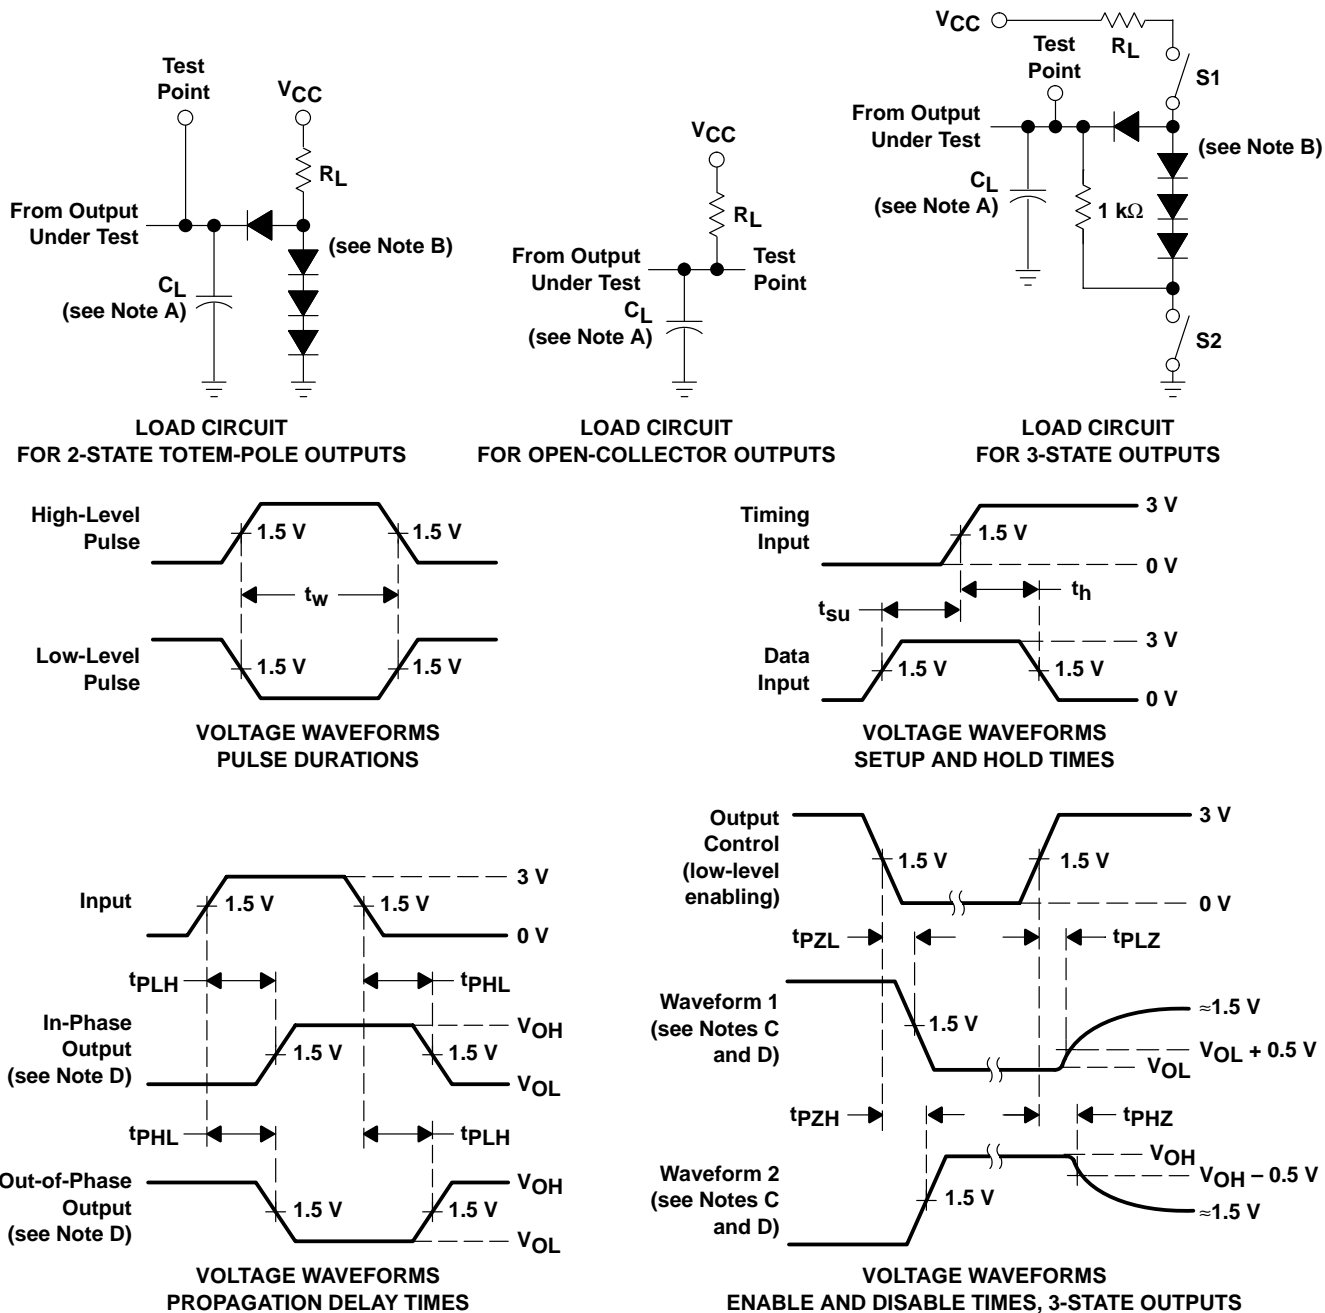 Test
Point
VCC
RL
From Output
Under Test
(see Note B)
CL
(see Note A)
LOAD CIRCUIT
FOR 2-STATE TOTEM-POLE OUTPUTS
VCC
RL
From Output
Under Test
Test
Point
CL
(see Note A)
LOAD CIRCUIT
FOR OPEN-COLLECTOR OUTPUTS
VCC
RL
Test
Point
S1
From Output
Under Test
(see Note B)
CL
(see Note A)
1 kΩ
S2
LOAD CIRCUIT
FOR 3-STATE OUTPUTS
High-Level
Pulse
1.5 V
1.5 V
tw
Low-Level
Pulse
1.5 V
1.5 V
VOLTAGE WAVEFORMS
PULSE DURATIONS
Timing
Input
1.5 V
3 V
0 V
tsu
th
Data
Input
1.5 V
1.5 V
3 V
0 V
VOLTAGE WAVEFORMS
SETUP AND HOLD TIMES
Input
1.5 V
1.5 V
3 V
0 V
tPLH
tPHL
In-Phase
Output
(see Note D)
1.5 V
1.5 V
VOH
VOL
tPHL
tPLH
Out-of-Phase
Output
(see Note D)
1.5 V
1.5 V
VOH
VOL
VOLTAGE WAVEFORMS
PROPAGATION DELAY TIMES
Output
Control
(low-level
enabling)
1.5 V
1.5 V
3 V
0 V
tPZL
tPLZ
Waveform 1
(see Notes C
and D)
1.5 V
≈1.5 V
VOL + 0.5 V
VOL
tPZH
tPHZ
Waveform 2
(see Notes C
and D)
1.5 V
VOH
VOH – 0.5 V
≈1.5 V
VOLTAGE WAVEFORMS
ENABLE AND DISABLE TIMES, 3-STATE OUTPUTS